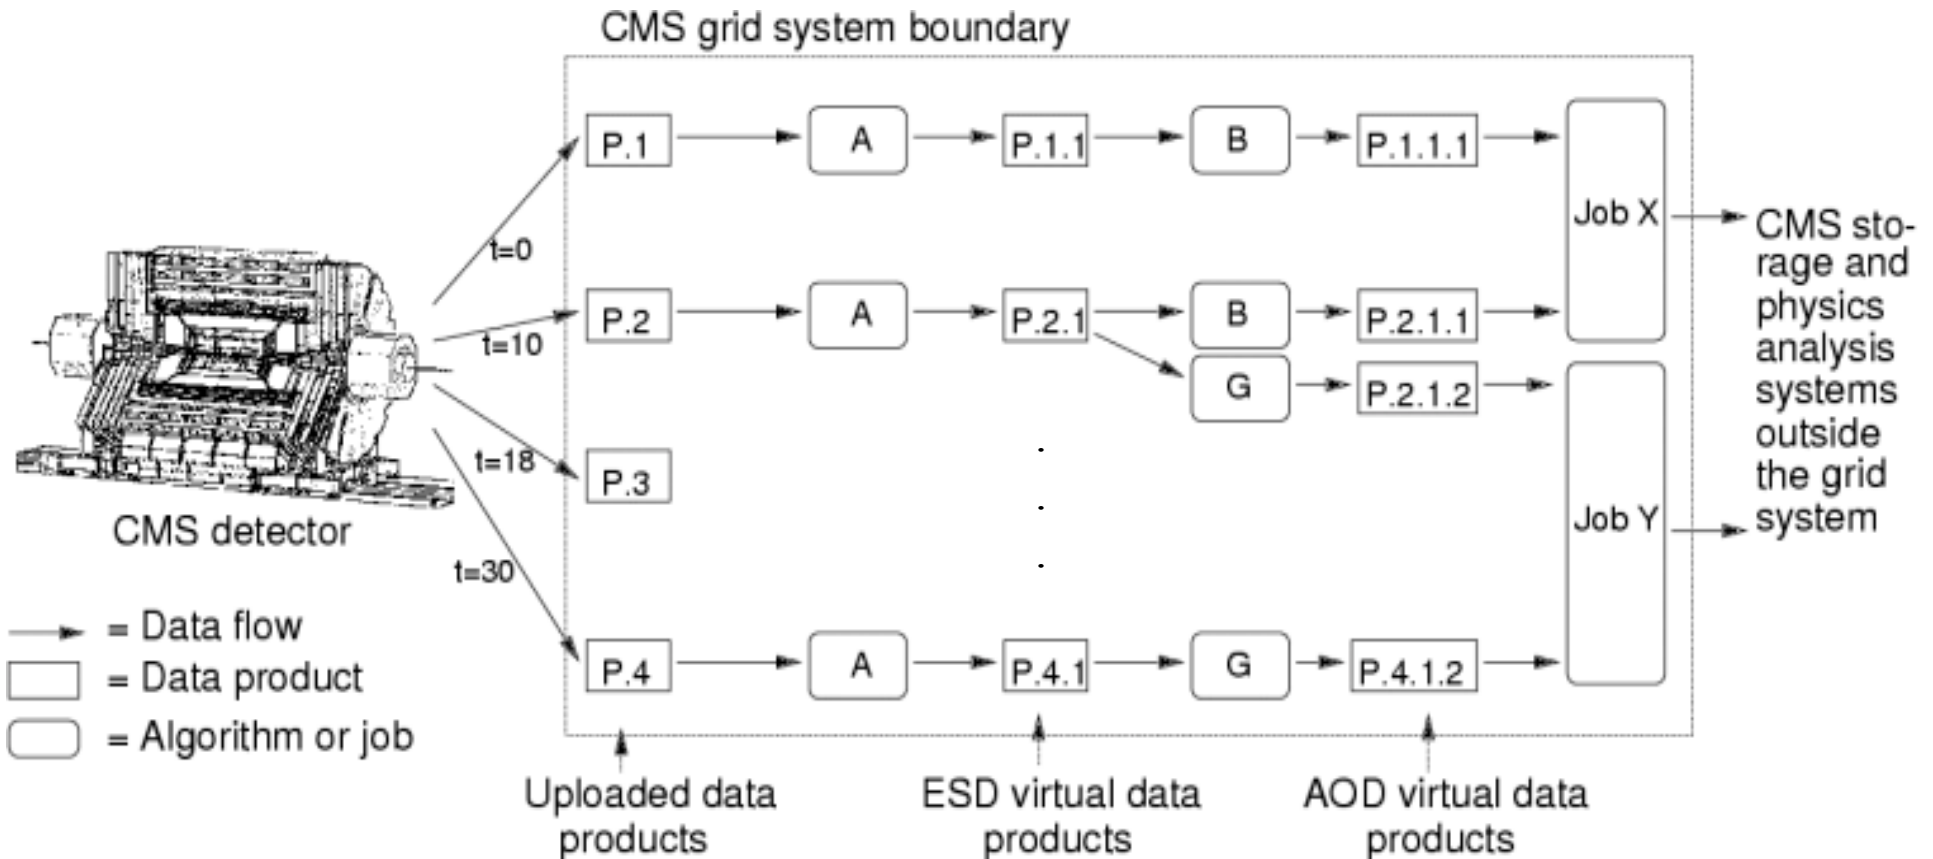 CMS grid system boundary
P.1
A
P.1.1
B
P.1.1.1
Job X
t=0
P.2
A
P.2.1
B
P.2.1.1
t=10
G
P.2.1.2
t=18
P.3
Job Y
t=30
P.4
A
P.4.1
G
P.4.1.2
CMS sto-
rage and
physics
analysis
systems
outside
the grid
system
CMS detector
= Data flow
= Data product
= Algorithm or job
Uploaded data
products
ESD virtual data
products
AOD virtual data
products